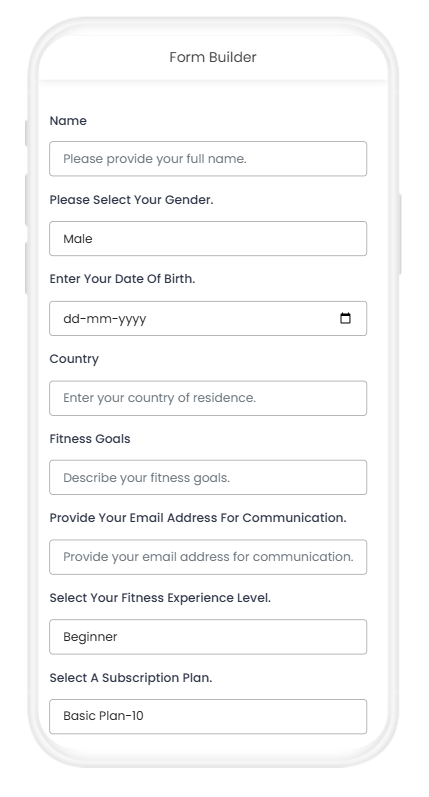 Form Builder
Name
Please provide your full name.
Please Select Your Gender.
Male
Enter Your Date Of Birth.
dd-mm-yyyy
Country
Enter your country of residence.
Fitness Goals
Describe your fitness goals.
Provide Your Email Address For Communication.
Provide your email address for communication.
Select Your Fitness Experience Level.
Beginner
Select A Subscription Plan.
Basic Plan-10